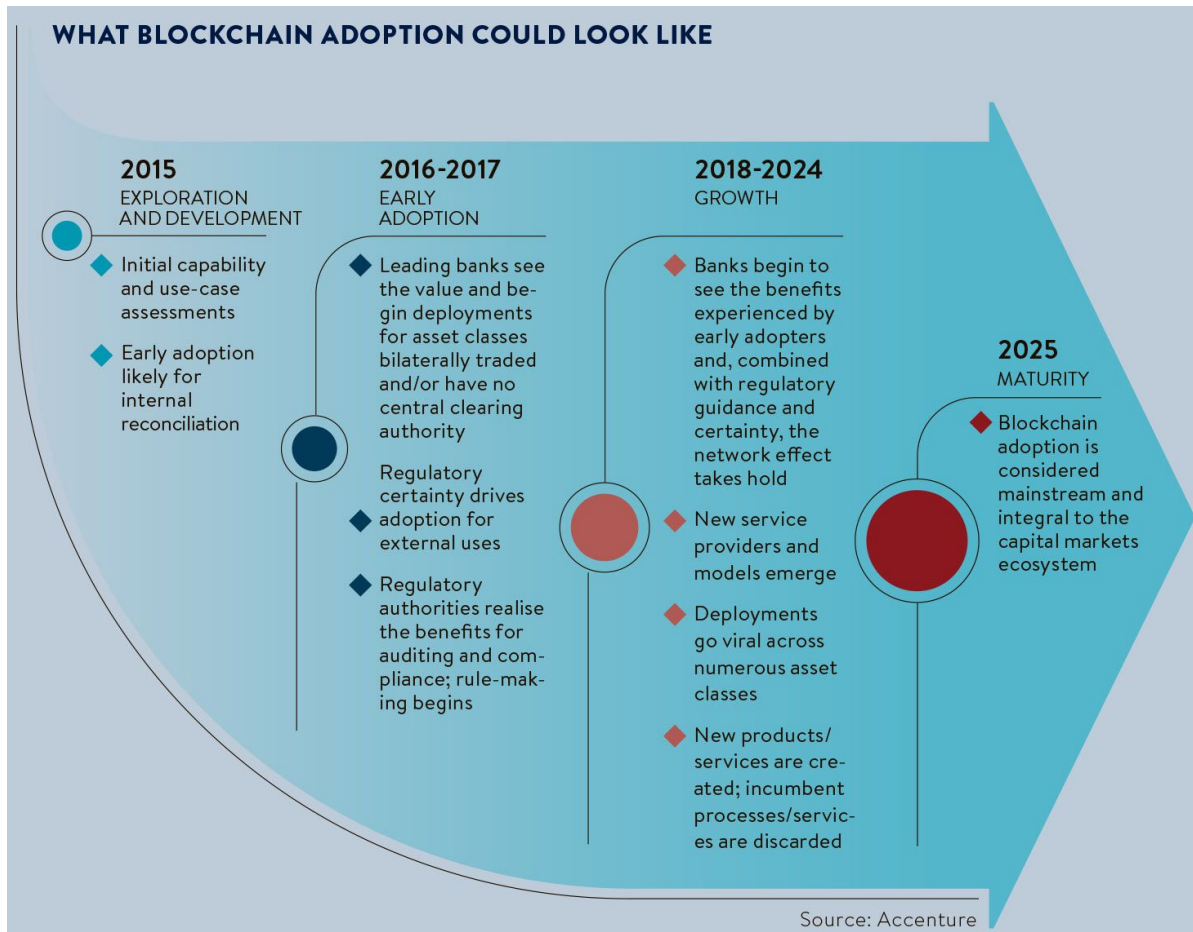 WHAT BLOCKCHAIN ADOPTION COULD LOOK LIKE
2015
EXPLORATION
AND DEVELOPMENT
Initial capability
and use-case
assessments
Early adoption
likely for
internal
reconciliation
2016-2017
EARLY
ADOPTION
Leading banks see
the value and be-
gin deployments
for asset classes
bilaterally traded
and/or have no
central clearing
authority
Regulatory
certainty drives
adoption for
external uses
Regulatory
authorities realise
the benefits for
auditing and com-
pliance; rule-mak-
ing begins
2018-2024
GROWTH
Banks begin to
see the benefits
experienced by
early adopters
and, combined
with regulatory
guidance and
certainty, the
network effect
takes hold
New service
providers and
models emerge
Deployments
go viral across
numerous asset
classes
New products/
services are cre-
ated; incumbent
processes/servic-
es are discarded
2025
MATURITY
Blockchain
adoption is
considered
mainstream and
integral to the
capital markets
ecosystem
Source: Accenture